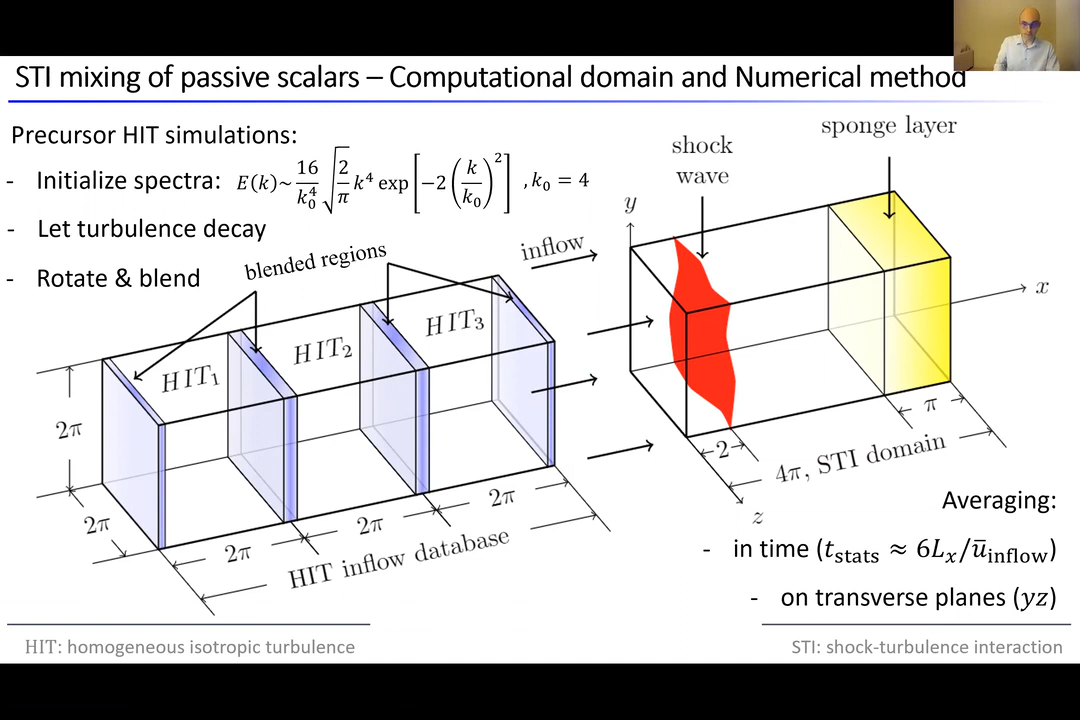 STI mixing of passive scalars – Computational domain and Numerical method
Precursor HIT simulations:
- Initialize spectra: E(k)~ 16/k₀⁴ √(2/π) k⁴ exp[−2(k/k₀)²] , k₀ = 4
- Let turbulence decay
- Rotate & blend
blended regions
inflow
HIT₁
HIT₂
HIT₃
2π
2π
2π
2π
2π
HIT inflow database
shock
wave
sponge layer
y
x
z
2
π
4π, STI domain
Averaging:
- in time (t_stats ≈ 6L_x/ū_inflow)
- on transverse planes (yz)
HIT: homogeneous isotropic turbulence
STI: shock-turbulence interaction